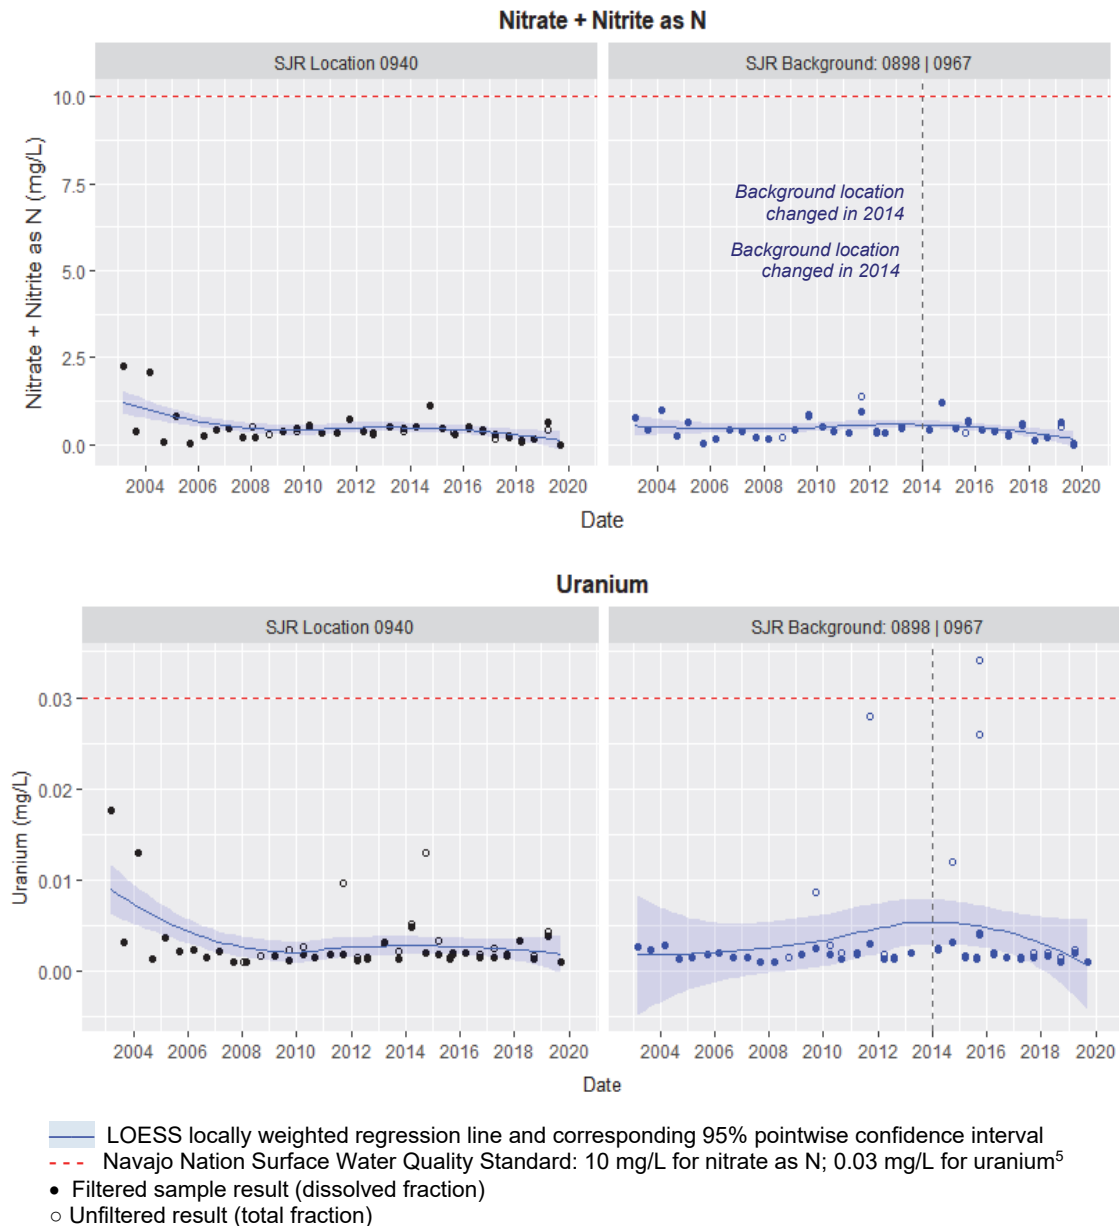 Nitrate + Nitrite as N
SJR Location 0940
SJR Background: 0898 | 0967
Nitrate + Nitrite as N (mg/L)
10.0
7.5
5.0
2.5
0.0
Background location
changed in 2014
Background location
changed in 2014
2004 2006 2008 2010 2012 2014 2016 2018 2020
2004 2006 2008 2010 2012 2014 2016 2018 2020
Date
Uranium
SJR Location 0940
SJR Background: 0898 | 0967
Uranium (mg/L)
0.03
0.02
0.01
0.00
2004 2006 2008 2010 2012 2014 2016 2018 2020
2004 2006 2008 2010 2012 2014 2016 2018 2020
Date
LOESS locally weighted regression line and corresponding 95% pointwise confidence interval
Navajo Nation Surface Water Quality Standard: 10 mg/L for nitrate as N; 0.03 mg/L for uranium⁵
Filtered sample result (dissolved fraction)
Unfiltered result (total fraction)